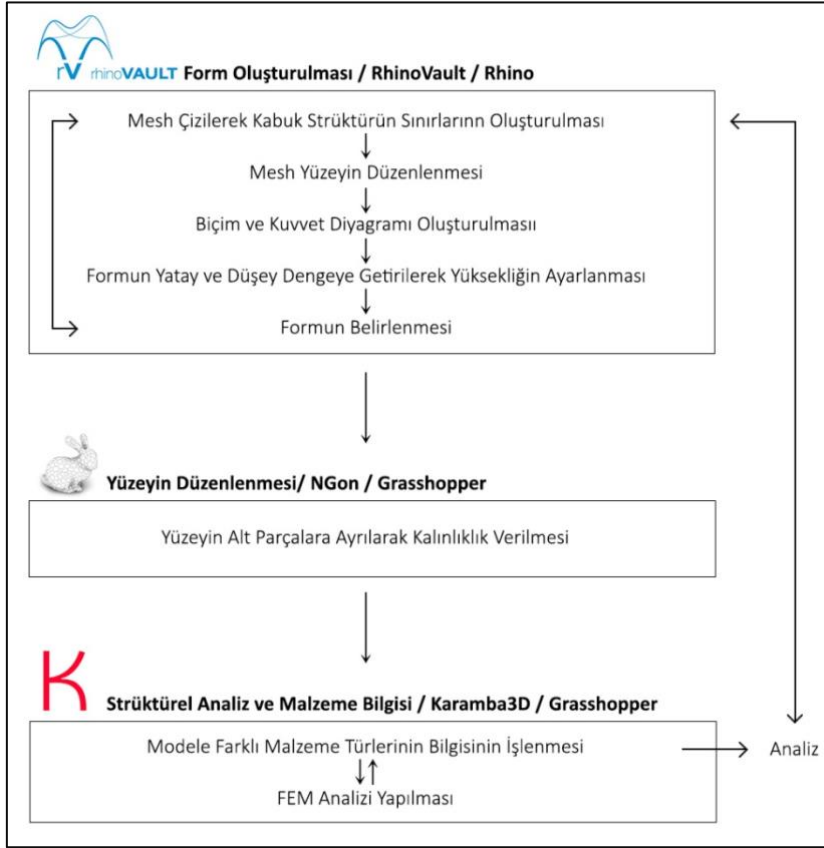 rV rhinoVAULT Form Oluşturulması / RhinoVault / Rhino
Mesh Çizilerek Kabuk Strüktürün Sınırlarınn Oluşturulması
Mesh Yüzeyin Düzenlenmesi
Biçim ve Kuvvet Diyagramı Oluşturulmasıı
Formun Yatay ve Düşey Dengeye Getirilerek Yüksekliğin Ayarlanması
Formun Belirlenmesi
Yüzeyin Düzenlenmesi/ NGon / Grasshopper
Yüzeyin Alt Parçalara Ayrılarak Kalınlıklık Verilmesi
Strüktürel Analiz ve Malzeme Bilgisi / Karamba3D / Grasshopper
Modele Farklı Malzeme Türlerinin Bilgisinin İşlenmesi
Analiz
FEM Analizi Yapılması